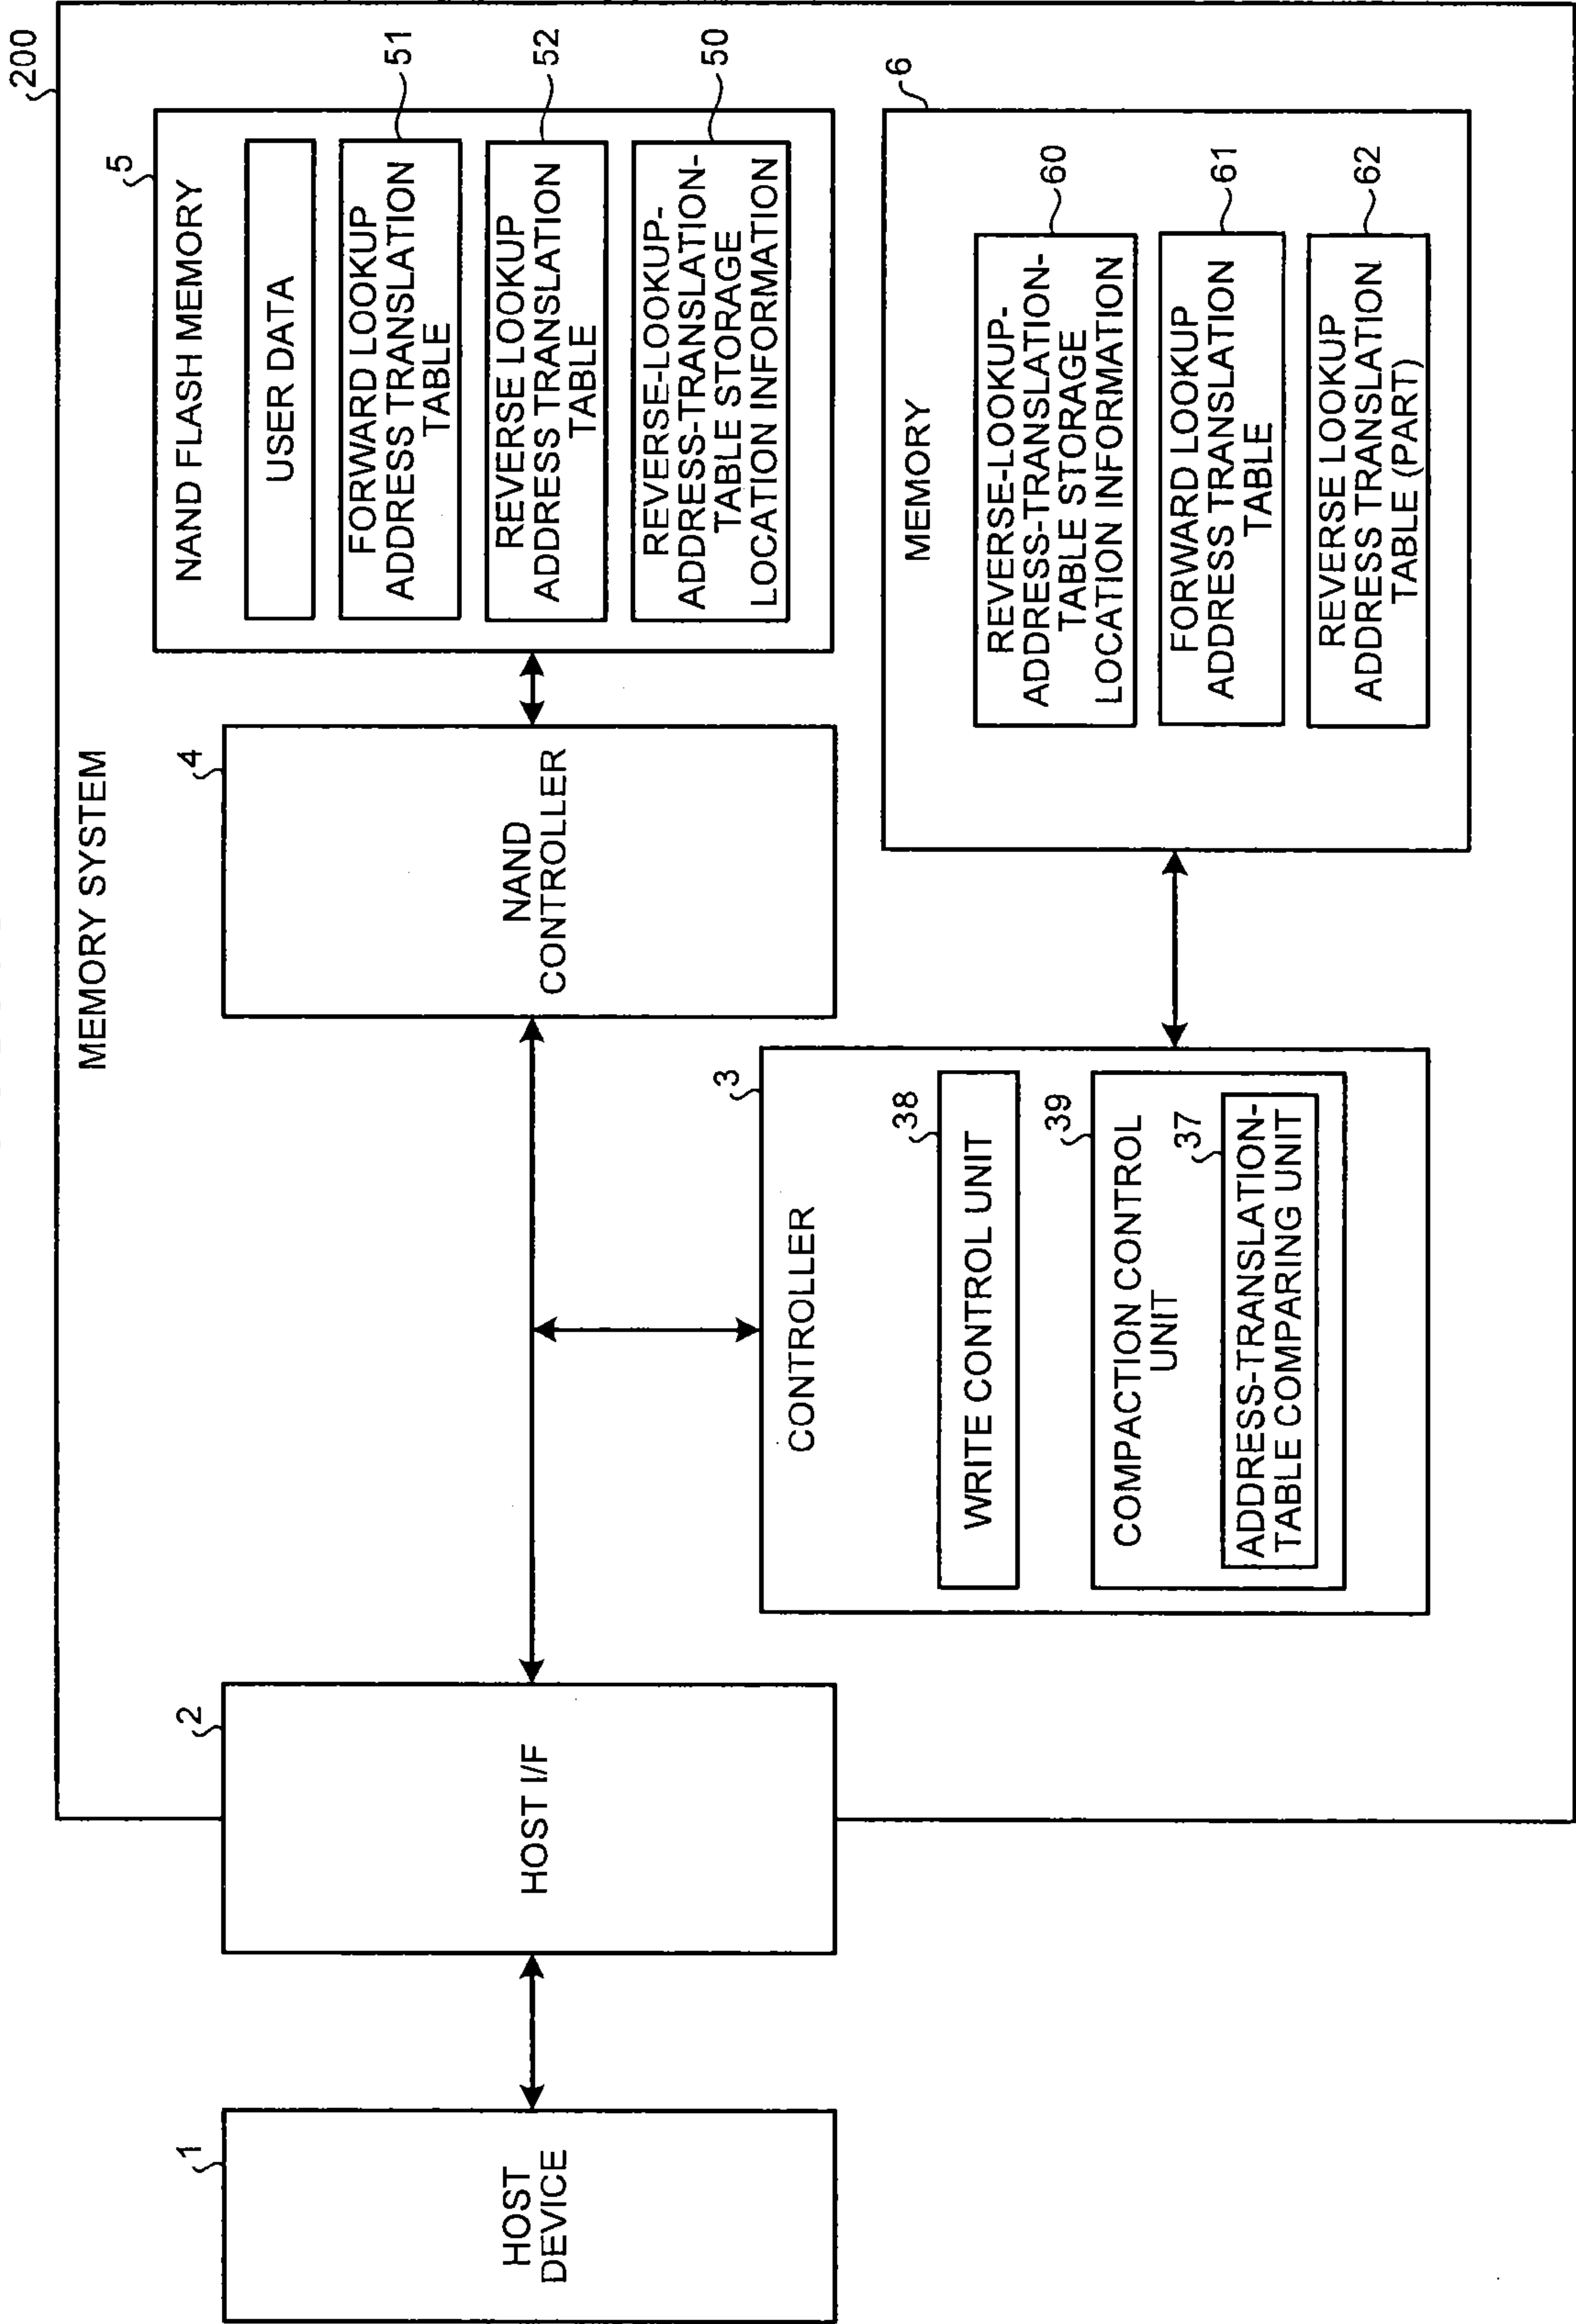 200
MEMORY SYSTEM
1
HOST
DEVICE
2
HOST I/F
4
NAND
CONTROLLER
5
NAND FLASH MEMORY
USER DATA
FORWARD LOOKUP
ADDRESS TRANSLATION
TABLE
51
REVERSE LOOKUP
ADDRESS TRANSLATION
TABLE
52
REVERSE-LOOKUP-
ADDRESS-TRANSLATION-
TABLE STORAGE
LOCATION INFORMATION
50
3
CONTROLLER
38
WRITE CONTROL UNIT
39
COMPACTION CONTROL
UNIT
37
ADDRESS-TRANSLATION-
TABLE COMPARING UNIT
6
MEMORY
REVERSE-LOOKUP-
ADDRESS-TRANSLATION-
TABLE STORAGE
LOCATION INFORMATION
60
FORWARD LOOKUP
ADDRESS TRANSLATION
TABLE
61
REVERSE LOOKUP
ADDRESS TRANSLATION
TABLE (PART)
62